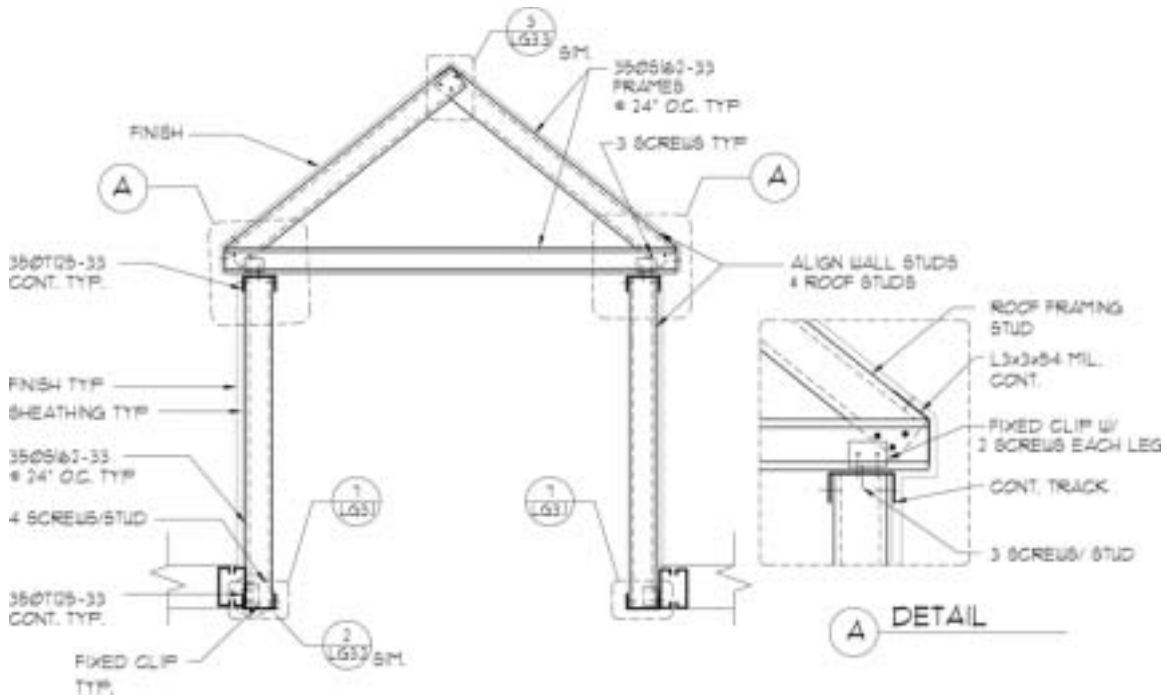 3
LG3.3
SIM.
350S162-33
FRAMES
@ 24" O.C. TYP
FINISH
3 SCREWS TYP
A
A
350T125-33
CONT. TYP.
ALIGN WALL STUDS
& ROOF STUDS
ROOF FRAMING
STUD
L3x3x54 MIL.
CONT.
FINISH TYP
SHEATHING TYP
FIXED CLIP W/
2 SCREWS EACH LEG
350S162-33
@ 24" O.C. TYP
CONT. TRACK
4 SCREWS/STUD
1
LG3.1
1
LG3.1
3 SCREWS/ STUD
350T125-33
CONT. TYP.
A
DETAIL
2
LG3.2
SIM.
FIXED CLIP
TYP.